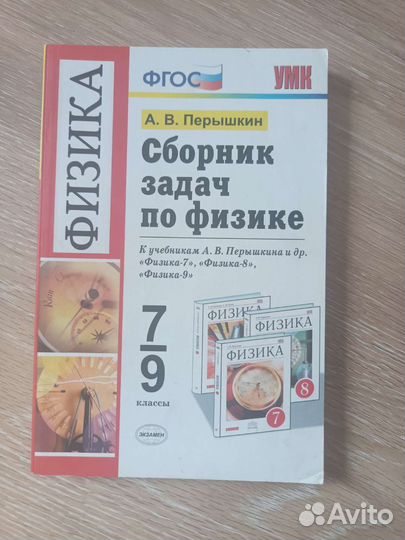 ФИЗИКА
ФГОС
УМК
А. В. Перышкин
Сборник
задач
по физике
К учебникам А. В. Перышкина и др.
«Физика-7», «Физика-8»,
«Физика-9»
7
9
классы
ФИЗИКА
ФИЗИКА
8
ФИЗИКА
7
ЭКЗАМЕН
Avito